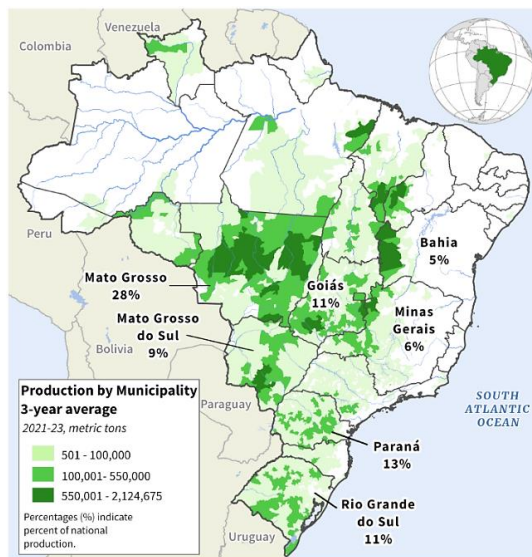 Venezuela
Colombia
Peru
Bahia
5%
Mato Grosso
28%
Goiás
11%
Minas
Gerais
6%
Mato Grosso
do Sul
9%
Bolivia
Production by Municipality
3-year average
2021-23, metric tons
501 - 100,000
100,001- 550,000
550,001 - 2,124,675
Percentages (%) indicate
percent of national
production.
Paraguay
SOUTH
ATLANTIC
OCEAN
Paraná
13%
Rio Grande
do Sul
11%
Uruguay